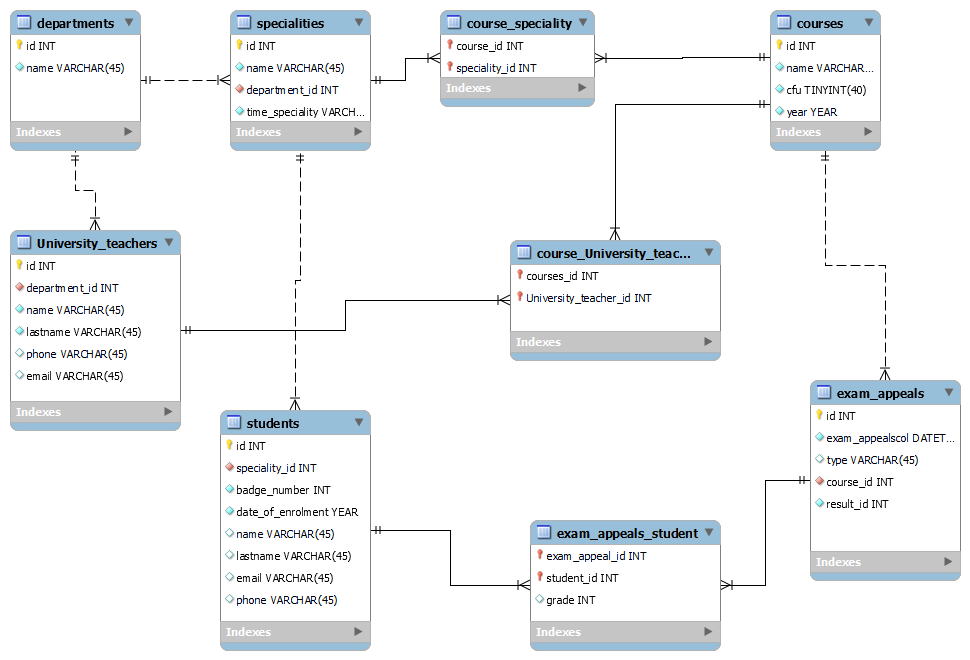 departments
id INT
name VARCHAR(45)
Indexes
specialities
id INT
name VARCHAR(45)
department_id INT
time_speciality VARCH...
Indexes
course_speciality
course_id INT
speciality_id INT
Indexes
courses
id INT
name VARCHAR...
cfu TINYINT(40)
year YEAR
Indexes
University_teachers
id INT
department_id INT
name VARCHAR(45)
lastname VARCHAR(45)
phone VARCHAR(45)
email VARCHAR(45)
Indexes
course_University_teac...
courses_id INT
University_teacher_id INT
Indexes
students
id INT
speciality_id INT
badge_number INT
date_of_enrolment YEAR
name VARCHAR(45)
lastname VARCHAR(45)
email VARCHAR(45)
phone VARCHAR(45)
Indexes
exam_appeals_student
exam_appeal_id INT
student_id INT
grade INT
Indexes
exam_appeals
id INT
exam_appealscol DATET...
type VARCHAR(45)
course_id INT
result_id INT
Indexes